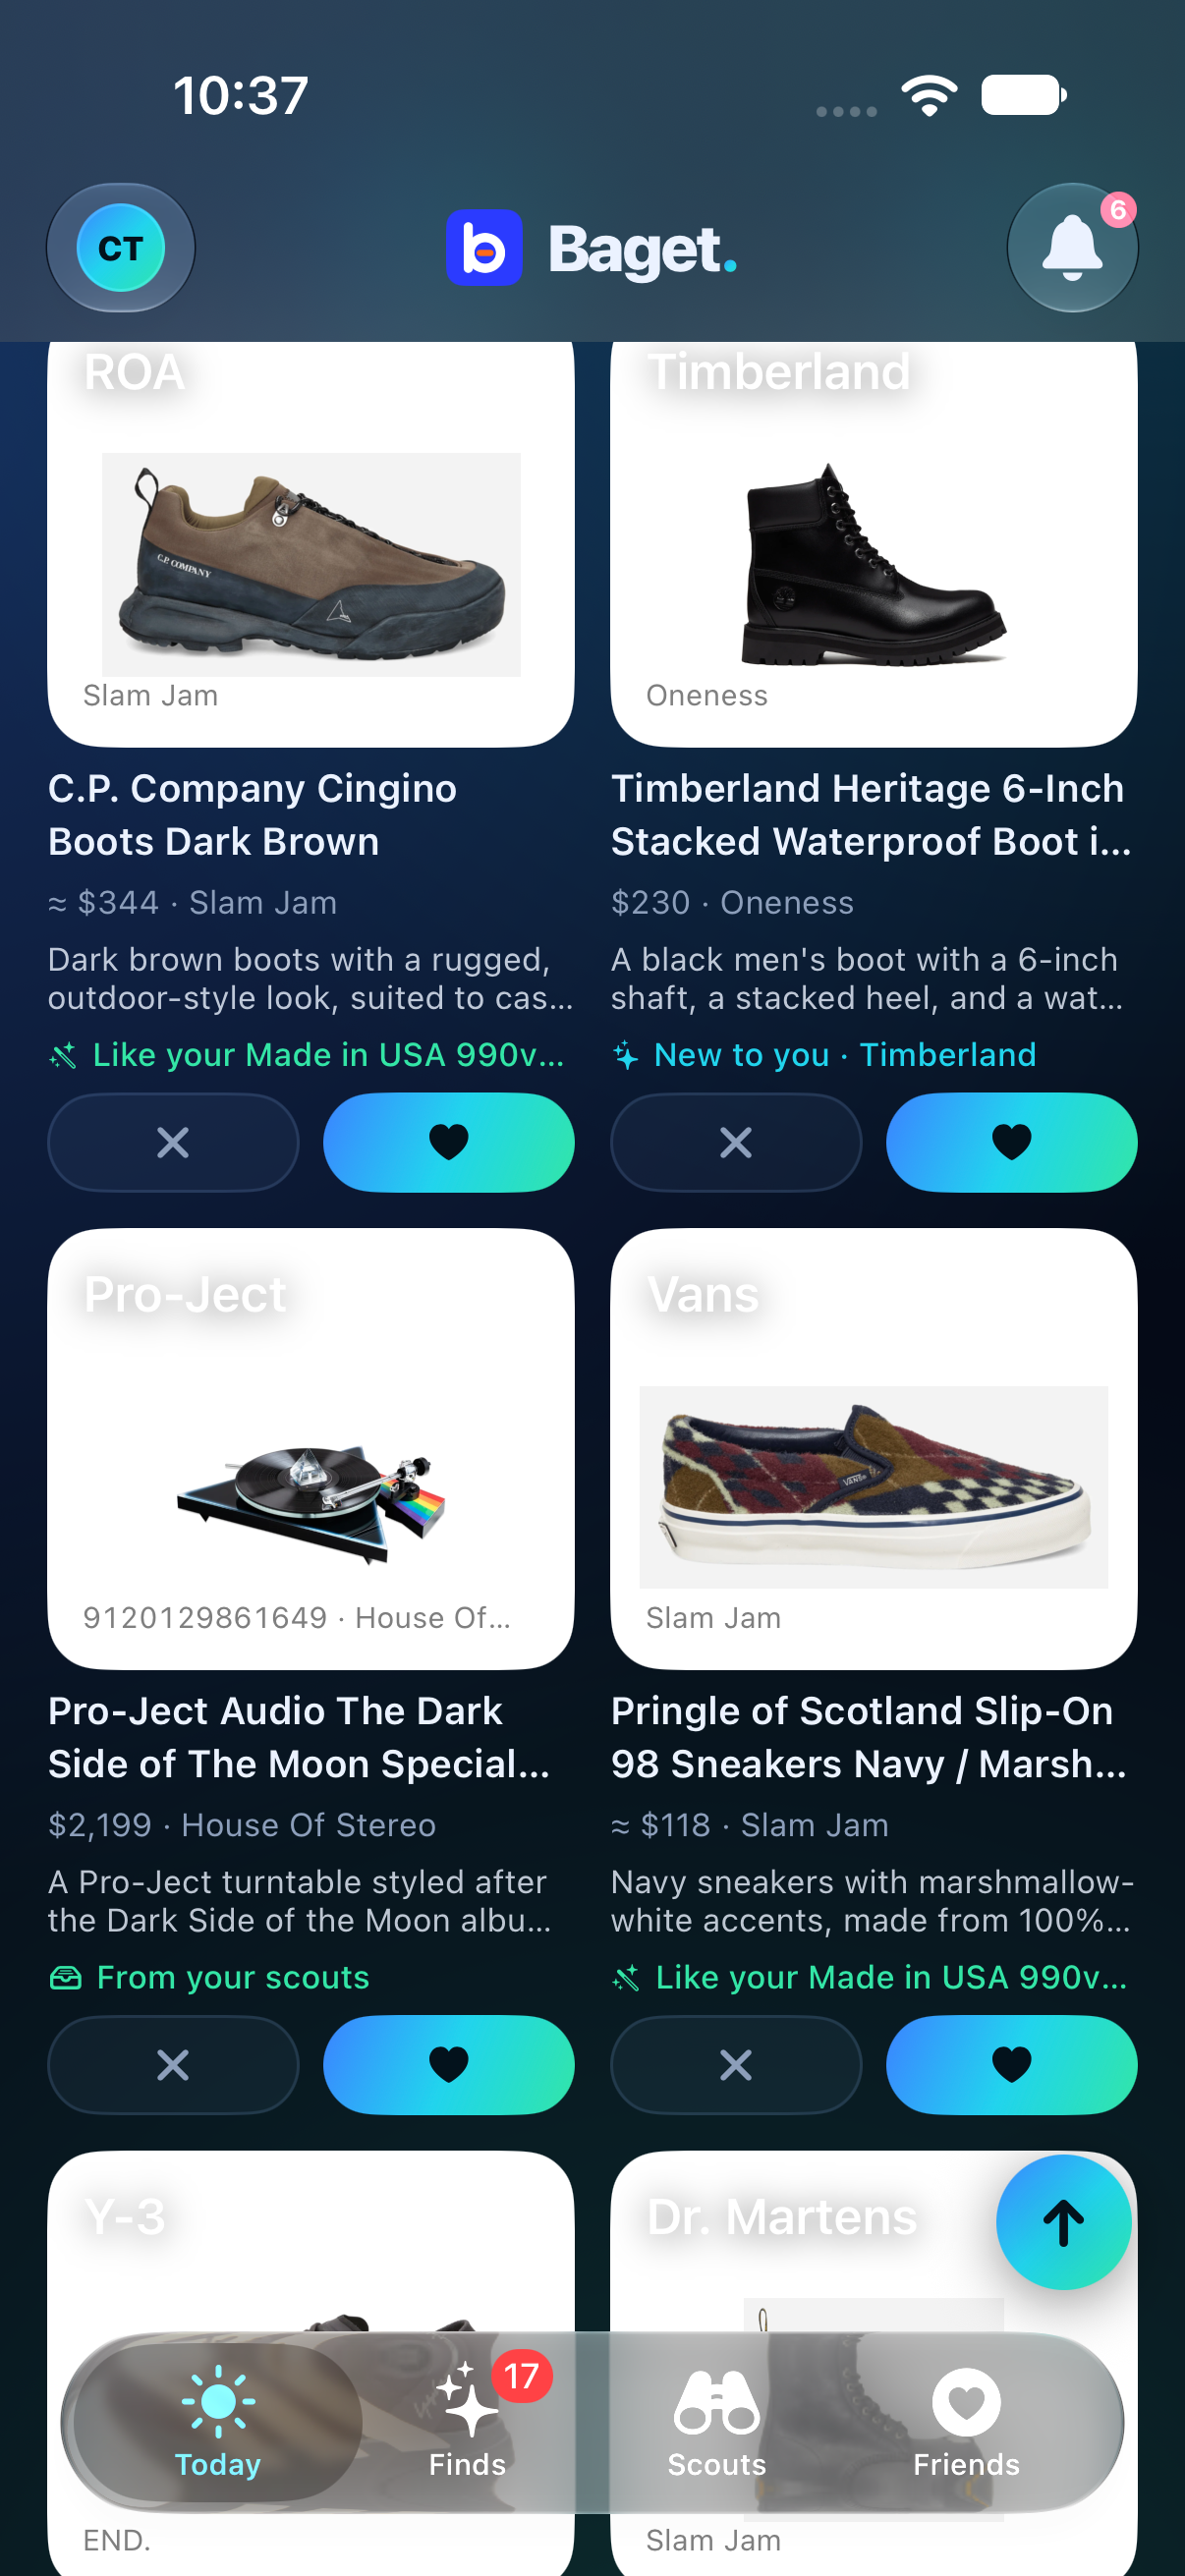 10:37
CT
b Baget.
6
ROA
Timberland
C.P. COMPANY
Slam Jam
Oneness
C.P. Company Cingino
Boots Dark Brown
≈ $344 · Slam Jam
Dark brown boots with a rugged,
outdoor-style look, suited to cas...
Like your Made in USA 990v...
Timberland Heritage 6-Inch
Stacked Waterproof Boot i...
$230 · Oneness
A black men's boot with a 6-inch
shaft, a stacked heel, and a wat...
New to you · Timberland
Pro-Ject
Vans
VANS
9120129861649 · House Of...
Slam Jam
Pro-Ject Audio The Dark
Side of The Moon Special...
$2,199 · House Of Stereo
A Pro-Ject turntable styled after
the Dark Side of the Moon albu...
From your scouts
Pringle of Scotland Slip-On
98 Sneakers Navy / Marsh...
≈ $118 · Slam Jam
Navy sneakers with marshmallow-
white accents, made from 100%...
Like your Made in USA 990v...
Y-3
Dr. Martens
17
Today
Finds
Scouts
Friends
END.
Slam Jam